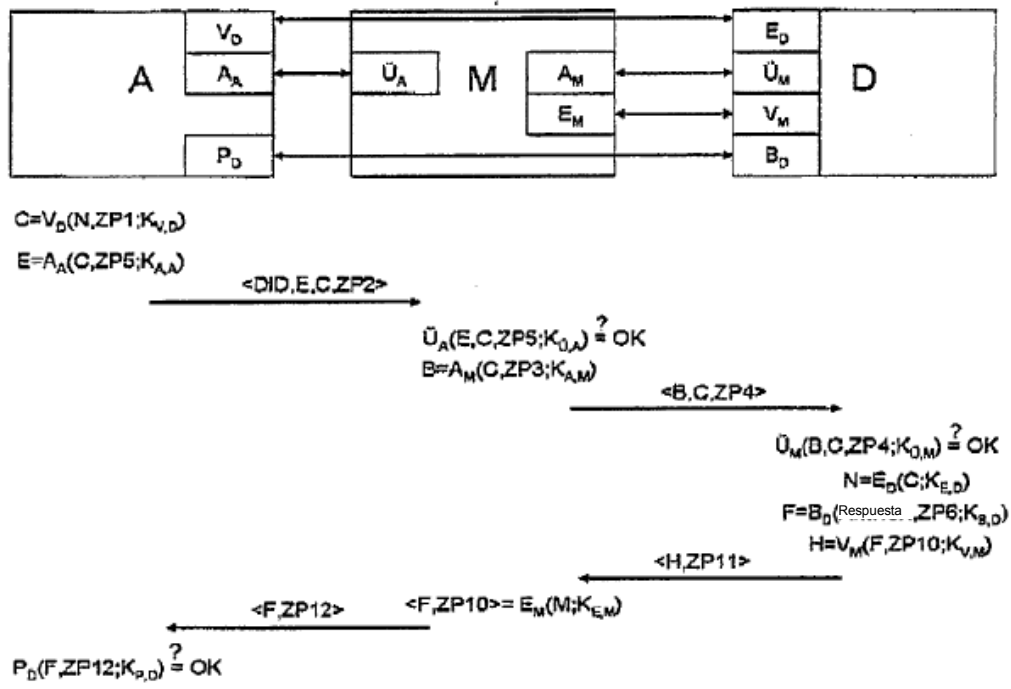 V_D E_D
A A_A Ü_A M A_M Ü_M D
E_M V_M
P_D B_D
C=V_D(N,ZP1;K_V,D)
E=A_A(C,ZP5;K_A,A)
<DID,E,C,ZP2>
Ü_A(E,C,ZP5;K_Ü,A) ?= OK
B=A_M(C,ZP3;K_A,M)
<B,C,ZP4>
Ü_M(B,C,ZP4;K_Ü,M) ?= OK
N=E_D(C;K_E,D)
F=B_D(Respuesta ,ZP6;K_B,D)
H=V_M(F,ZP10;K_V,M)
<H,ZP11>
<F,ZP10>= E_M(M;K_E,M)
<F,ZP12>
P_D(F,ZP12;K_P,D) ?= OK